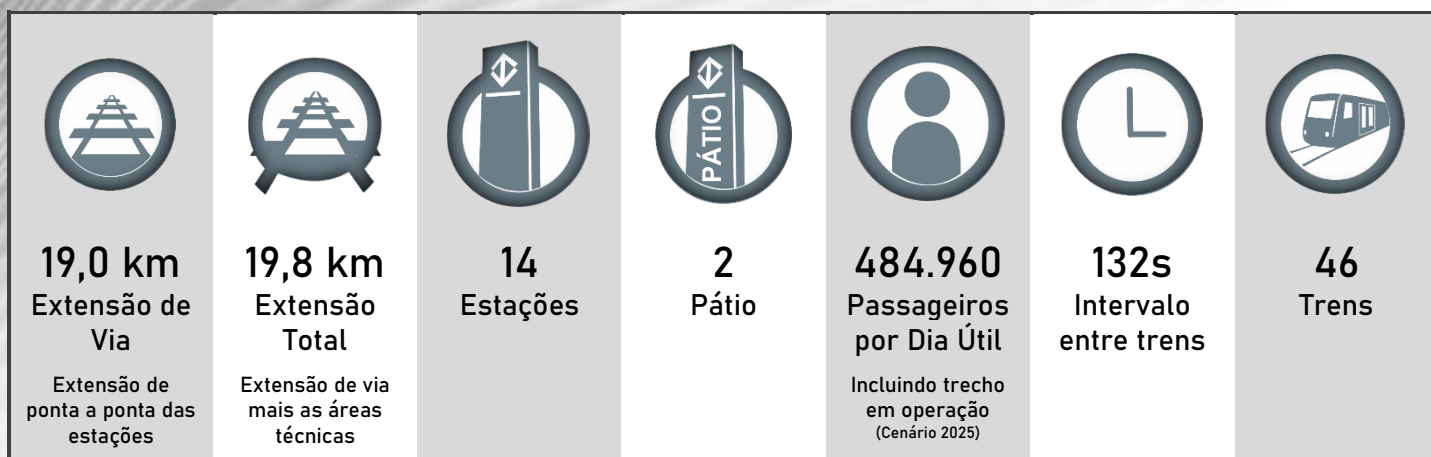 PÁTIO
19,0 km
Extensão de
Via
Extensão de
ponta a ponta das
estações
19,8 km
Extensão
Total
Extensão de via
mais as áreas
técnicas
14
Estações
2
Pátio
484.960
Passageiros
por Dia Útil
Incluindo trecho
em operação
(Cenário 2025)
132s
Intervalo
entre trens
46
Trens